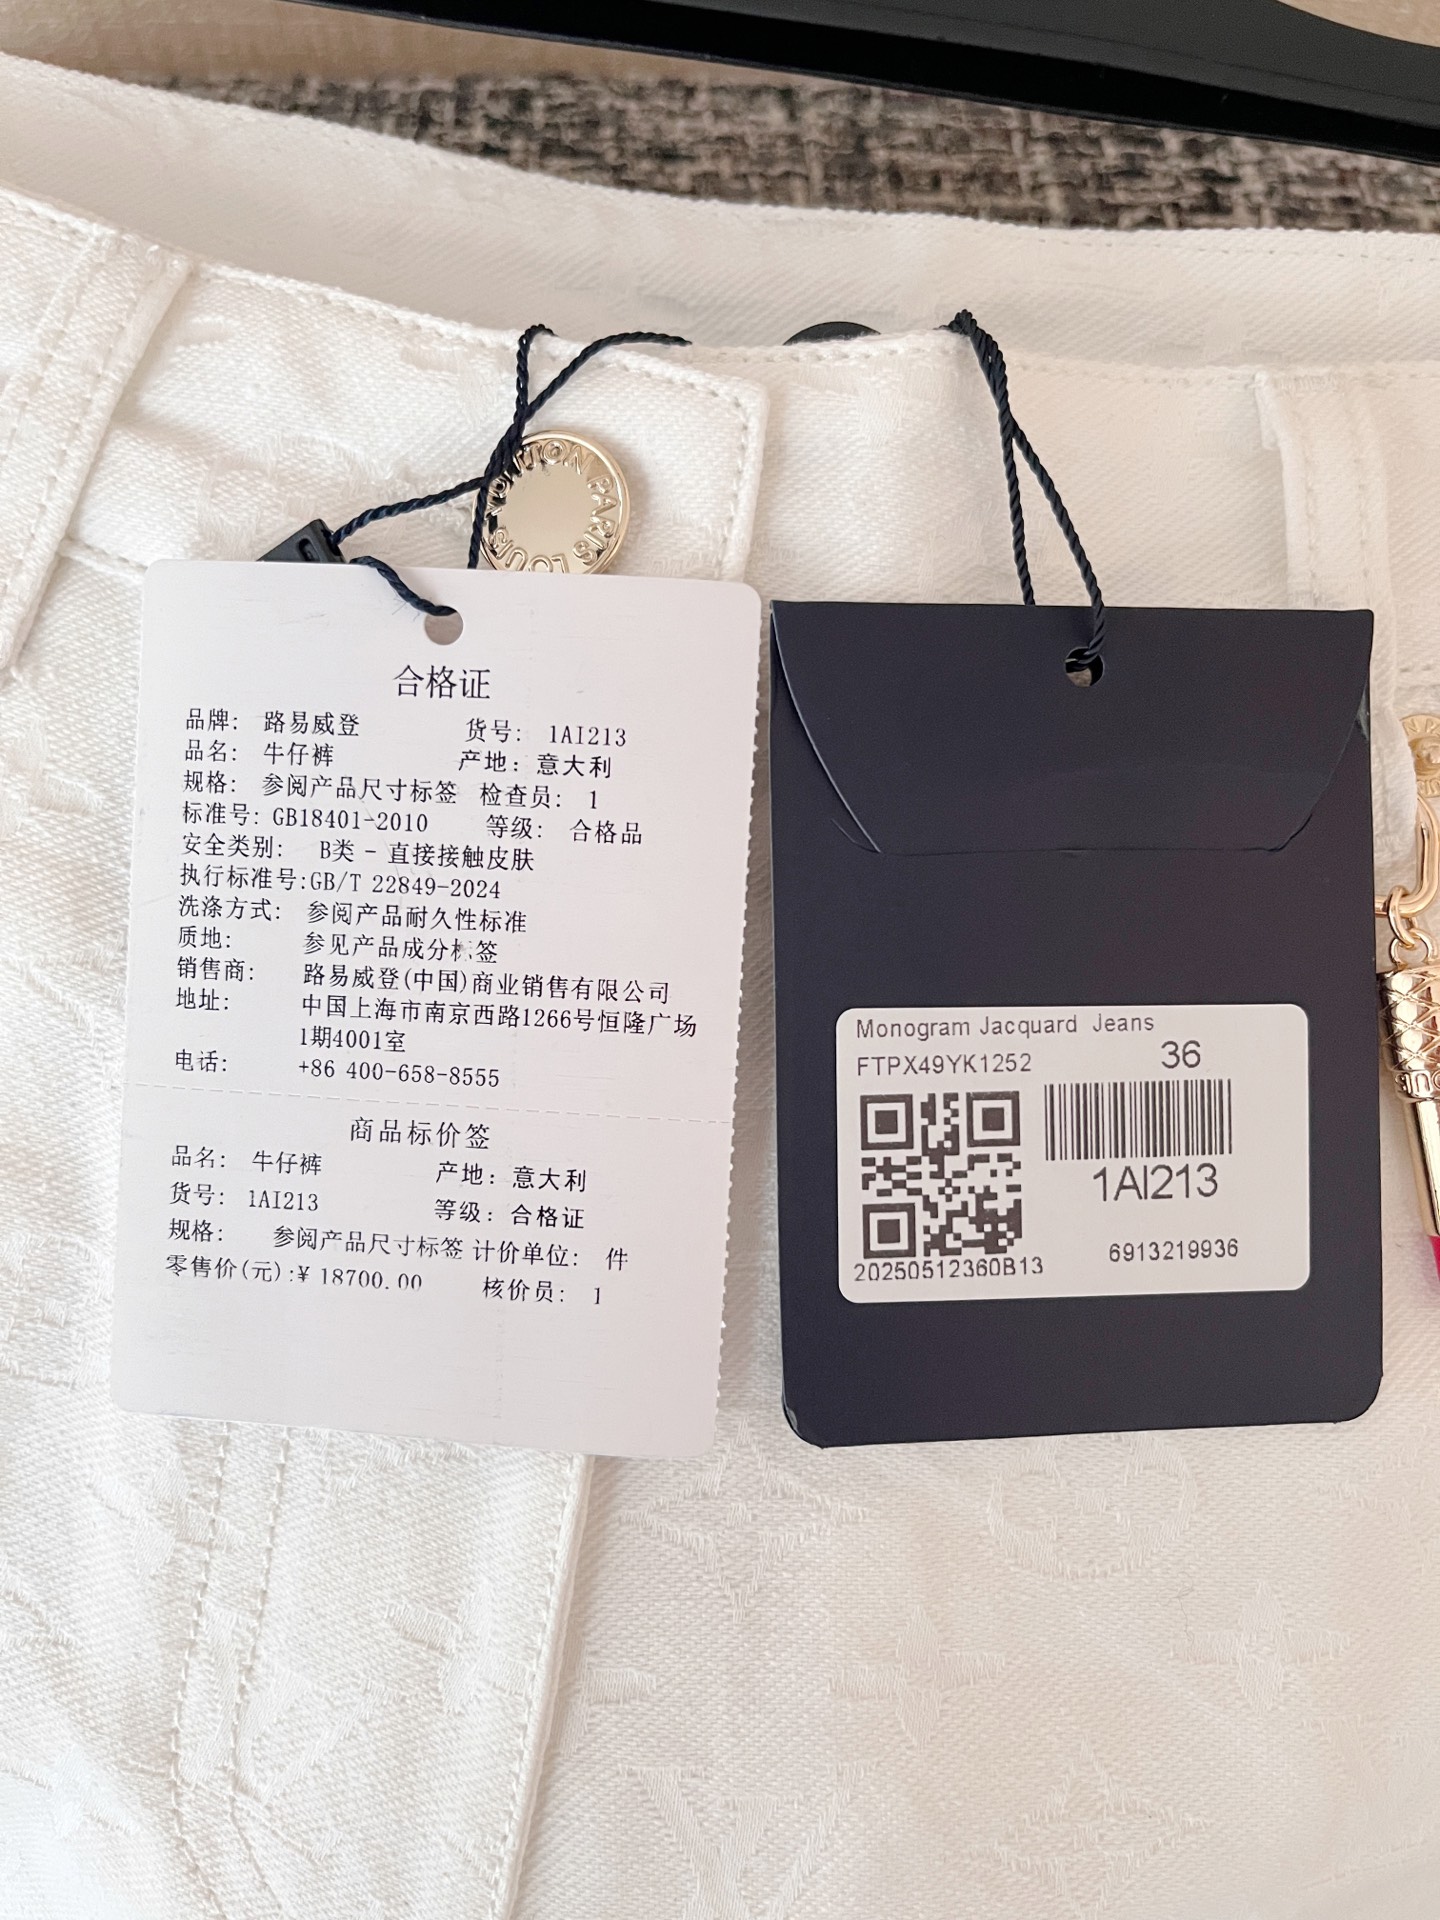 VUITTON PARIS LOUIS
合格证
品牌: 路易威登 货号: 1AI213
品名: 牛仔裤 产地: 意大利
规格: 参阅产品尺寸标签 检查员: 1
标准号: GB18401-2010 等级: 合格品
安全类别: B类 - 直接接触皮肤
执行标准号:GB/T 22849-2024
洗涤方式: 参阅产品耐久性标准
质地: 参见产品成分标签
销售商: 路易威登(中国)商业销售有限公司
地址: 中国上海市南京西路1266号恒隆广场
1期4001室
电话: +86 400-658-8555
商品标价签
品名: 牛仔裤 产地: 意大利
货号: 1AI213 等级: 合格证
规格: 参阅产品尺寸标签 计价单位: 件
零售价(元):¥ 18700.00 核价员: 1
Monogram Jacquard Jeans
FTPX49YK1252 36
1AI213
20250512360B13 6913219936